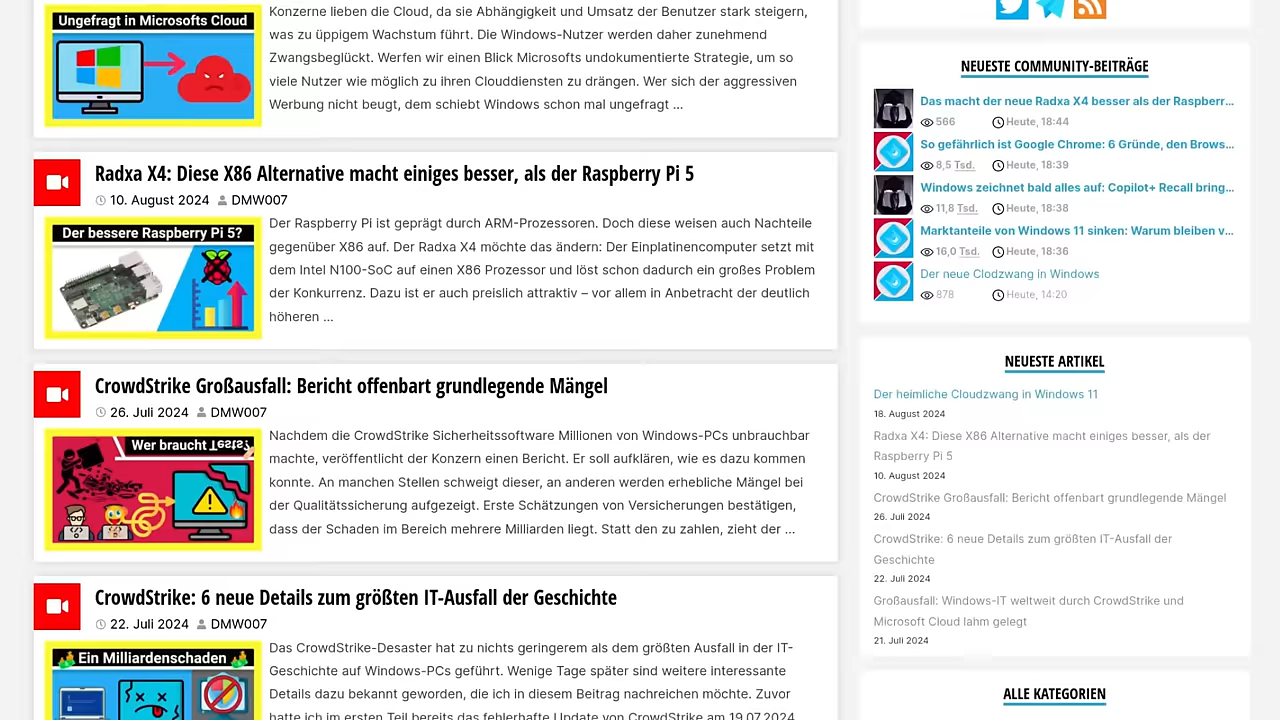 Ungefragt in Microsofts Cloud
Konzerne lieben die Cloud, da sie Abhängigkeit und Umsatz der Benutzer stark steigern,
was zu üppigem Wachstum führt. Die Windows-Nutzer werden daher zunehmend
Zwangsbeglückt. Werfen wir einen Blick Microsofts undokumentierte Strategie, um so
viele Nutzer wie möglich zu ihren Clouddiensten zu drängen. Wer sich der aggressiven
Werbung nicht beugt, dem schiebt Windows schon mal ungefragt ...
Radxa X4: Diese X86 Alternative macht einiges besser, als der Raspberry Pi 5
10. August 2024 DMW007
Der bessere Raspberry Pi 5?
Der Raspberry Pi ist geprägt durch ARM-Prozessoren. Doch diese weisen auch Nachteile
gegenüber X86 auf. Der Radxa X4 möchte das ändern: Der Einplatinencomputer setzt mit
dem Intel N100-SoC auf einen X86 Prozessor und löst schon dadurch ein großes Problem
der Konkurrenz. Dazu ist er auch preislich attraktiv – vor allem in Anbetracht der deutlich
höheren ...
CrowdStrike Großausfall: Bericht offenbart grundlegende Mängel
26. Juli 2024 DMW007
Wer braucht Tests?
Nachdem die CrowdStrike Sicherheitssoftware Millionen von Windows-PCs unbrauchbar
machte, veröffentlicht der Konzern einen Bericht. Er soll aufklären, wie es dazu kommen
konnte. An manchen Stellen schweigt dieser, an anderen werden erhebliche Mängel bei
der Qualitätssicherung aufgezeigt. Erste Schätzungen von Versicherungen bestätigen,
dass der Schaden im Bereich mehrere Milliarden liegt. Statt den zu zahlen, zieht der ...
CrowdStrike: 6 neue Details zum größten IT-Ausfall der Geschichte
22. Juli 2024 DMW007
Ein Milliardenschaden
Das CrowdStrike-Desaster hat zu nichts geringerem als dem größten Ausfall in der IT-
Geschichte auf Windows-PCs geführt. Wenige Tage später sind weitere interessante
Details dazu bekannt geworden, die ich in diesem Beitrag nachreichen möchte. Zuvor
hatte ich im ersten Teil bereits das fehlerhafte Update von CrowdStrike am 19.07.2024
NEUESTE COMMUNITY-BEITRÄGE
Das macht der neue Radxa X4 besser als der Raspberr...
566 Heute, 18:44
So gefährlich ist Google Chrome: 6 Gründe, den Brows...
8,5 Tsd. Heute, 18:39
Windows zeichnet bald alles auf: Copilot+ Recall bring...
11,8 Tsd. Heute, 18:38
Marktanteile von Windows 11 sinken: Warum bleiben v...
16,0 Tsd. Heute, 18:36
Der neue Clodzwang in Windows
878 Heute, 14:20
NEUESTE ARTIKEL
Der heimliche Cloudzwang in Windows 11
18. August 2024
Radxa X4: Diese X86 Alternative macht einiges besser, als der
Raspberry Pi 5
10. August 2024
CrowdStrike Großausfall: Bericht offenbart grundlegende Mängel
26. Juli 2024
CrowdStrike: 6 neue Details zum größten IT-Ausfall der
Geschichte
22. Juli 2024
Großausfall: Windows-IT weltweit durch CrowdStrike und
Microsoft Cloud lahm gelegt
21. Juli 2024
ALLE KATEGORIEN